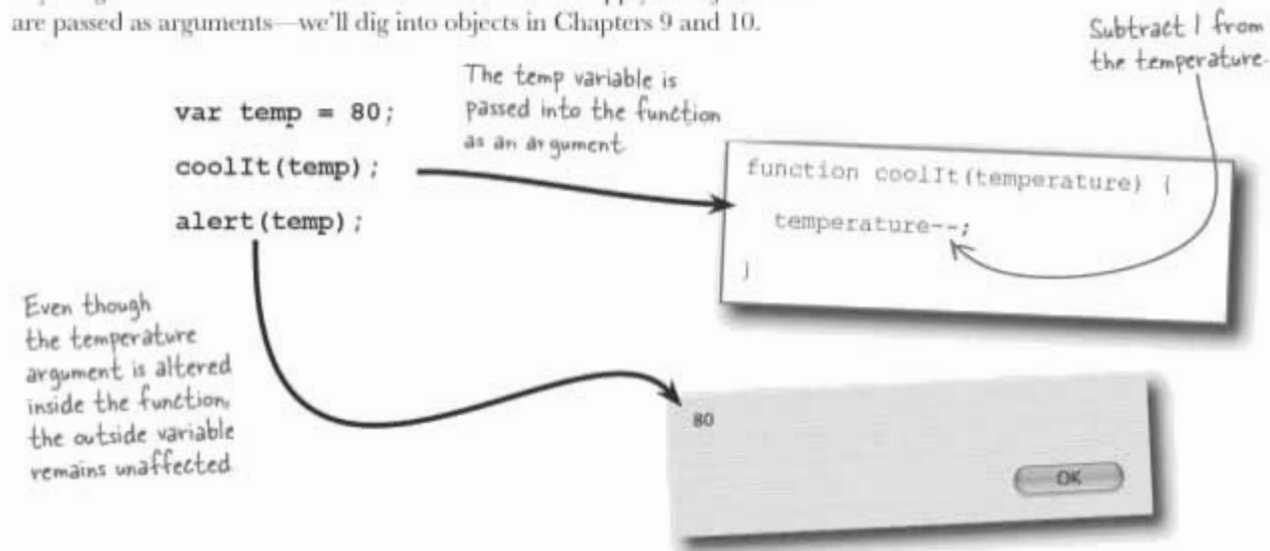 are passed as arguments—we'll dig into objects in Chapters 9 and 10.
Subtract 1 from
the temperature.
The temp variable is
passed into the function
as an argument.
var temp = 80;
coolIt(temp);
alert(temp);
function coolIt(temperature) {
temperature--;
}
Even though
the temperature
argument is altered
inside the function,
the outside variable
remains unaffected.
80
OK